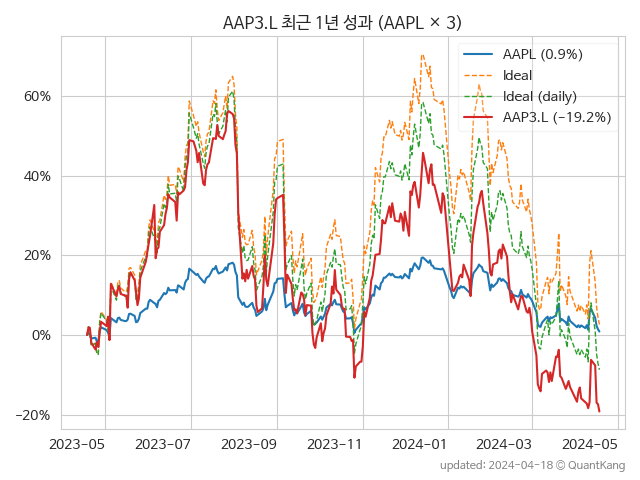 AAP3.L 최근 1년 성과 (AAPL × 3)
AAPL (0.9%)
Ideal
Ideal (daily)
AAP3.L (−19.2%)
60%
40%
20%
0%
−20%
2023-05 2023-07 2023-09 2023-11 2024-01 2024-03 2024-05
updated: 2024-04-18 © QuantKang